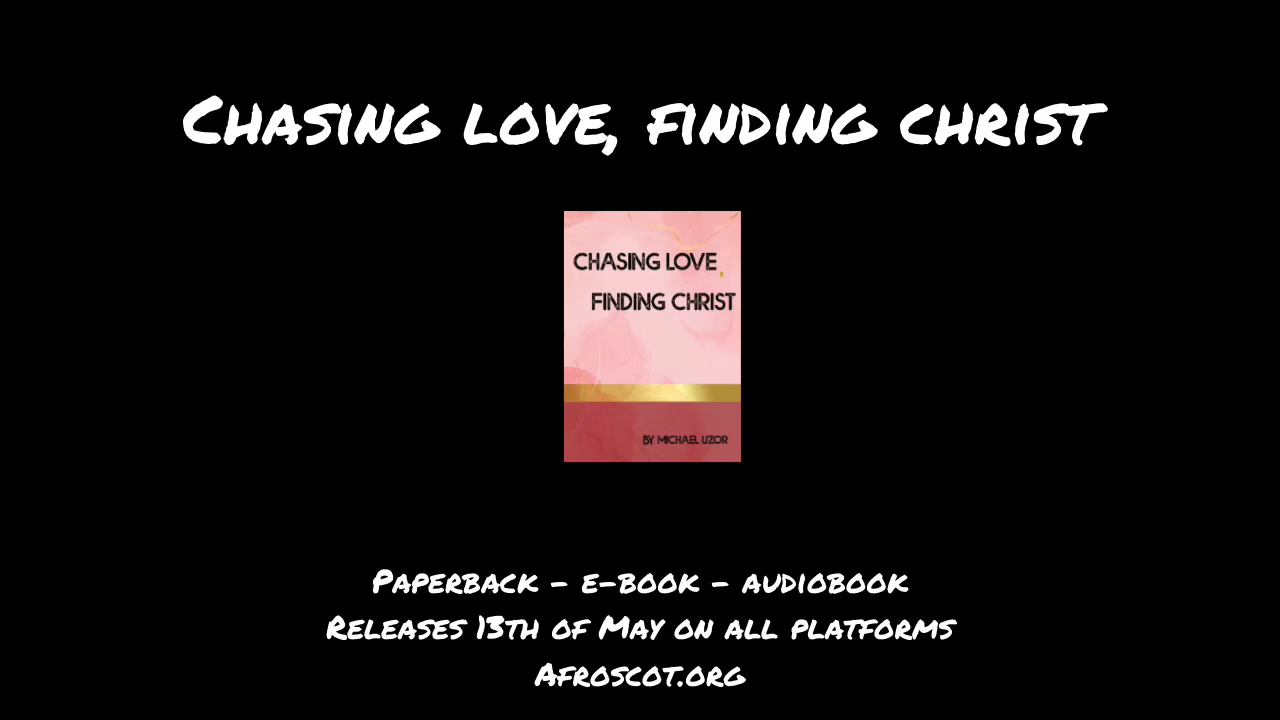 Chasing love, finding christ
CHASING LOVE,
FINDING CHRIST
BY MICHAEL UZOR
Paperback - e-book - audiobook
Releases 13th of May on all platforms
Afroscot.org